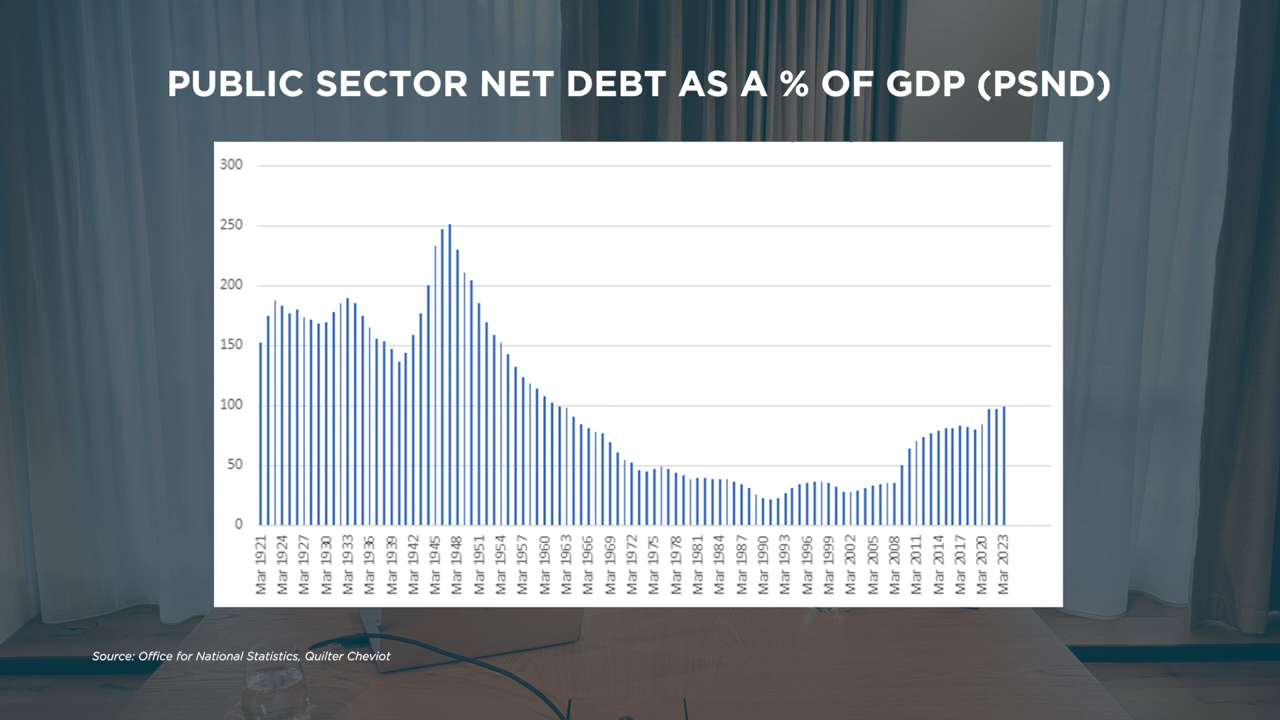 PUBLIC SECTOR NET DEBT AS A % OF GDP (PSND)
300
250
200
150
100
50
0
Mar 1921
Mar 1924
Mar 1927
Mar 1930
Mar 1933
Mar 1936
Mar 1939
Mar 1942
Mar 1945
Mar 1948
Mar 1951
Mar 1954
Mar 1957
Mar 1960
Mar 1963
Mar 1966
Mar 1969
Mar 1972
Mar 1975
Mar 1978
Mar 1981
Mar 1984
Mar 1987
Mar 1990
Mar 1993
Mar 1996
Mar 1999
Mar 2002
Mar 2005
Mar 2008
Mar 2011
Mar 2014
Mar 2017
Mar 2020
Mar 2023
Source: Office for National Statistics, Quilter Cheviot